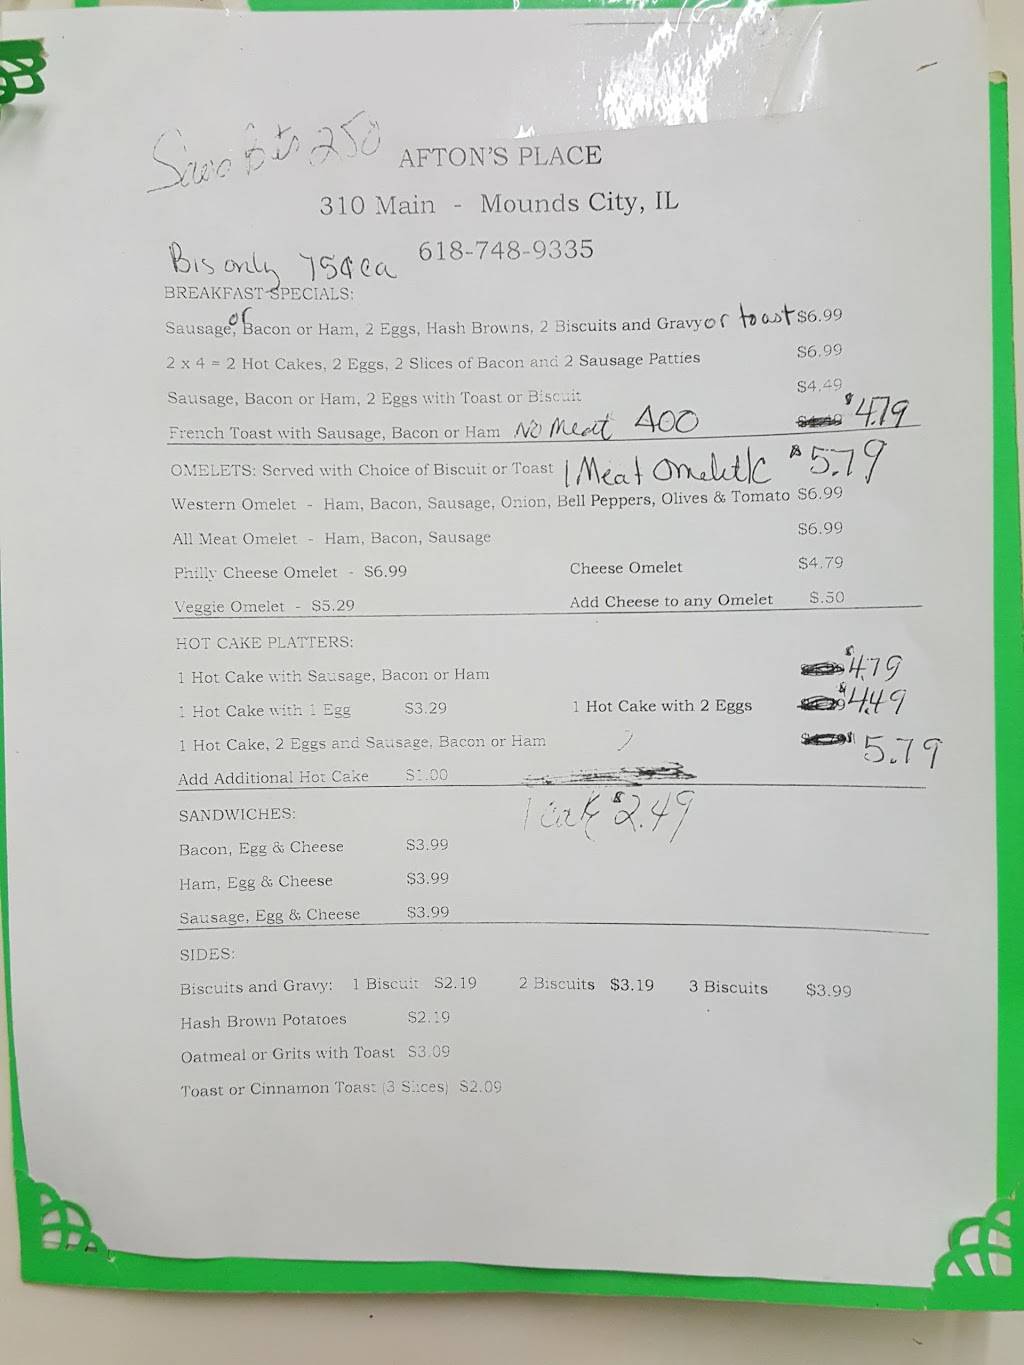 250
AFTON'S PLACE
310 Main - Mounds City, IL
618-748-9335
Bis only 75¢ ea
BREAKFAST SPECIALS:
Sausage, or Bacon or Ham, 2 Eggs, Hash Browns, 2 Biscuits and Gravy or toast $6.99
2 x 4 = 2 Hot Cakes, 2 Eggs, 2 Slices of Bacon and 2 Sausage Patties $6.99
Sausage, Bacon or Ham, 2 Eggs with Toast or Biscuit $4.49
French Toast with Sausage, Bacon or Ham No Meat 400 $4.79
OMELETS: Served with Choice of Biscuit or Toast 1 Meat Omelet/c $5.79
Western Omelet - Ham, Bacon, Sausage, Onion, Bell Peppers, Olives & Tomato $6.99
All Meat Omelet - Ham, Bacon, Sausage $6.99
Philly Cheese Omelet - $6.99 Cheese Omelet $4.79
Veggie Omelet - $5.29 Add Cheese to any Omelet $.50
HOT CAKE PLATTERS:
1 Hot Cake with Sausage, Bacon or Ham $4.79
1 Hot Cake with 1 Egg $3.29 1 Hot Cake with 2 Eggs $4.49
1 Hot Cake, 2 Eggs and Sausage, Bacon or Ham $5.79
Add Additional Hot Cake $1.00
1 cake $2.49
SANDWICHES:
Bacon, Egg & Cheese $3.99
Ham, Egg & Cheese $3.99
Sausage, Egg & Cheese $3.99
SIDES:
Biscuits and Gravy: 1 Biscuit $2.19 2 Biscuits $3.19 3 Biscuits $3.99
Hash Brown Potatoes $2.19
Oatmeal or Grits with Toast $3.09
Toast or Cinnamon Toast (3 Slices) $2.09